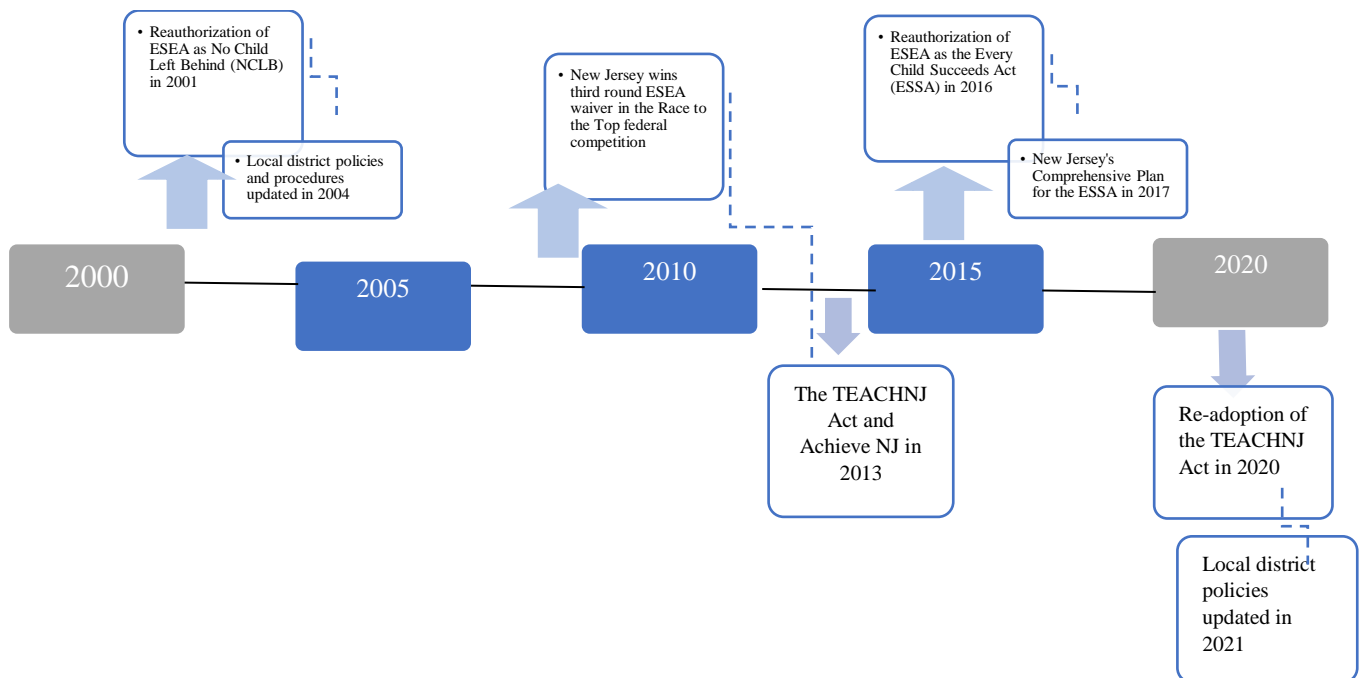 • Reauthorization of
ESEA as No Child
Left Behind (NCLB)
in 2001
• Local district policies
and procedures
updated in 2004
• New Jersey wins
third round ESEA
waiver in the Race to
the Top federal
competition
• Reauthorization of
ESEA as the Every
Child Succeeds Act
(ESSA) in 2016
• New Jersey's
Comprehensive Plan
for the ESSA in 2017
2000
2005
2010
2015
2020
The TEACHNJ
Act and
Achieve NJ in
2013
Re-adoption of
the TEACHNJ
Act in 2020
Local district
policies
updated in
2021